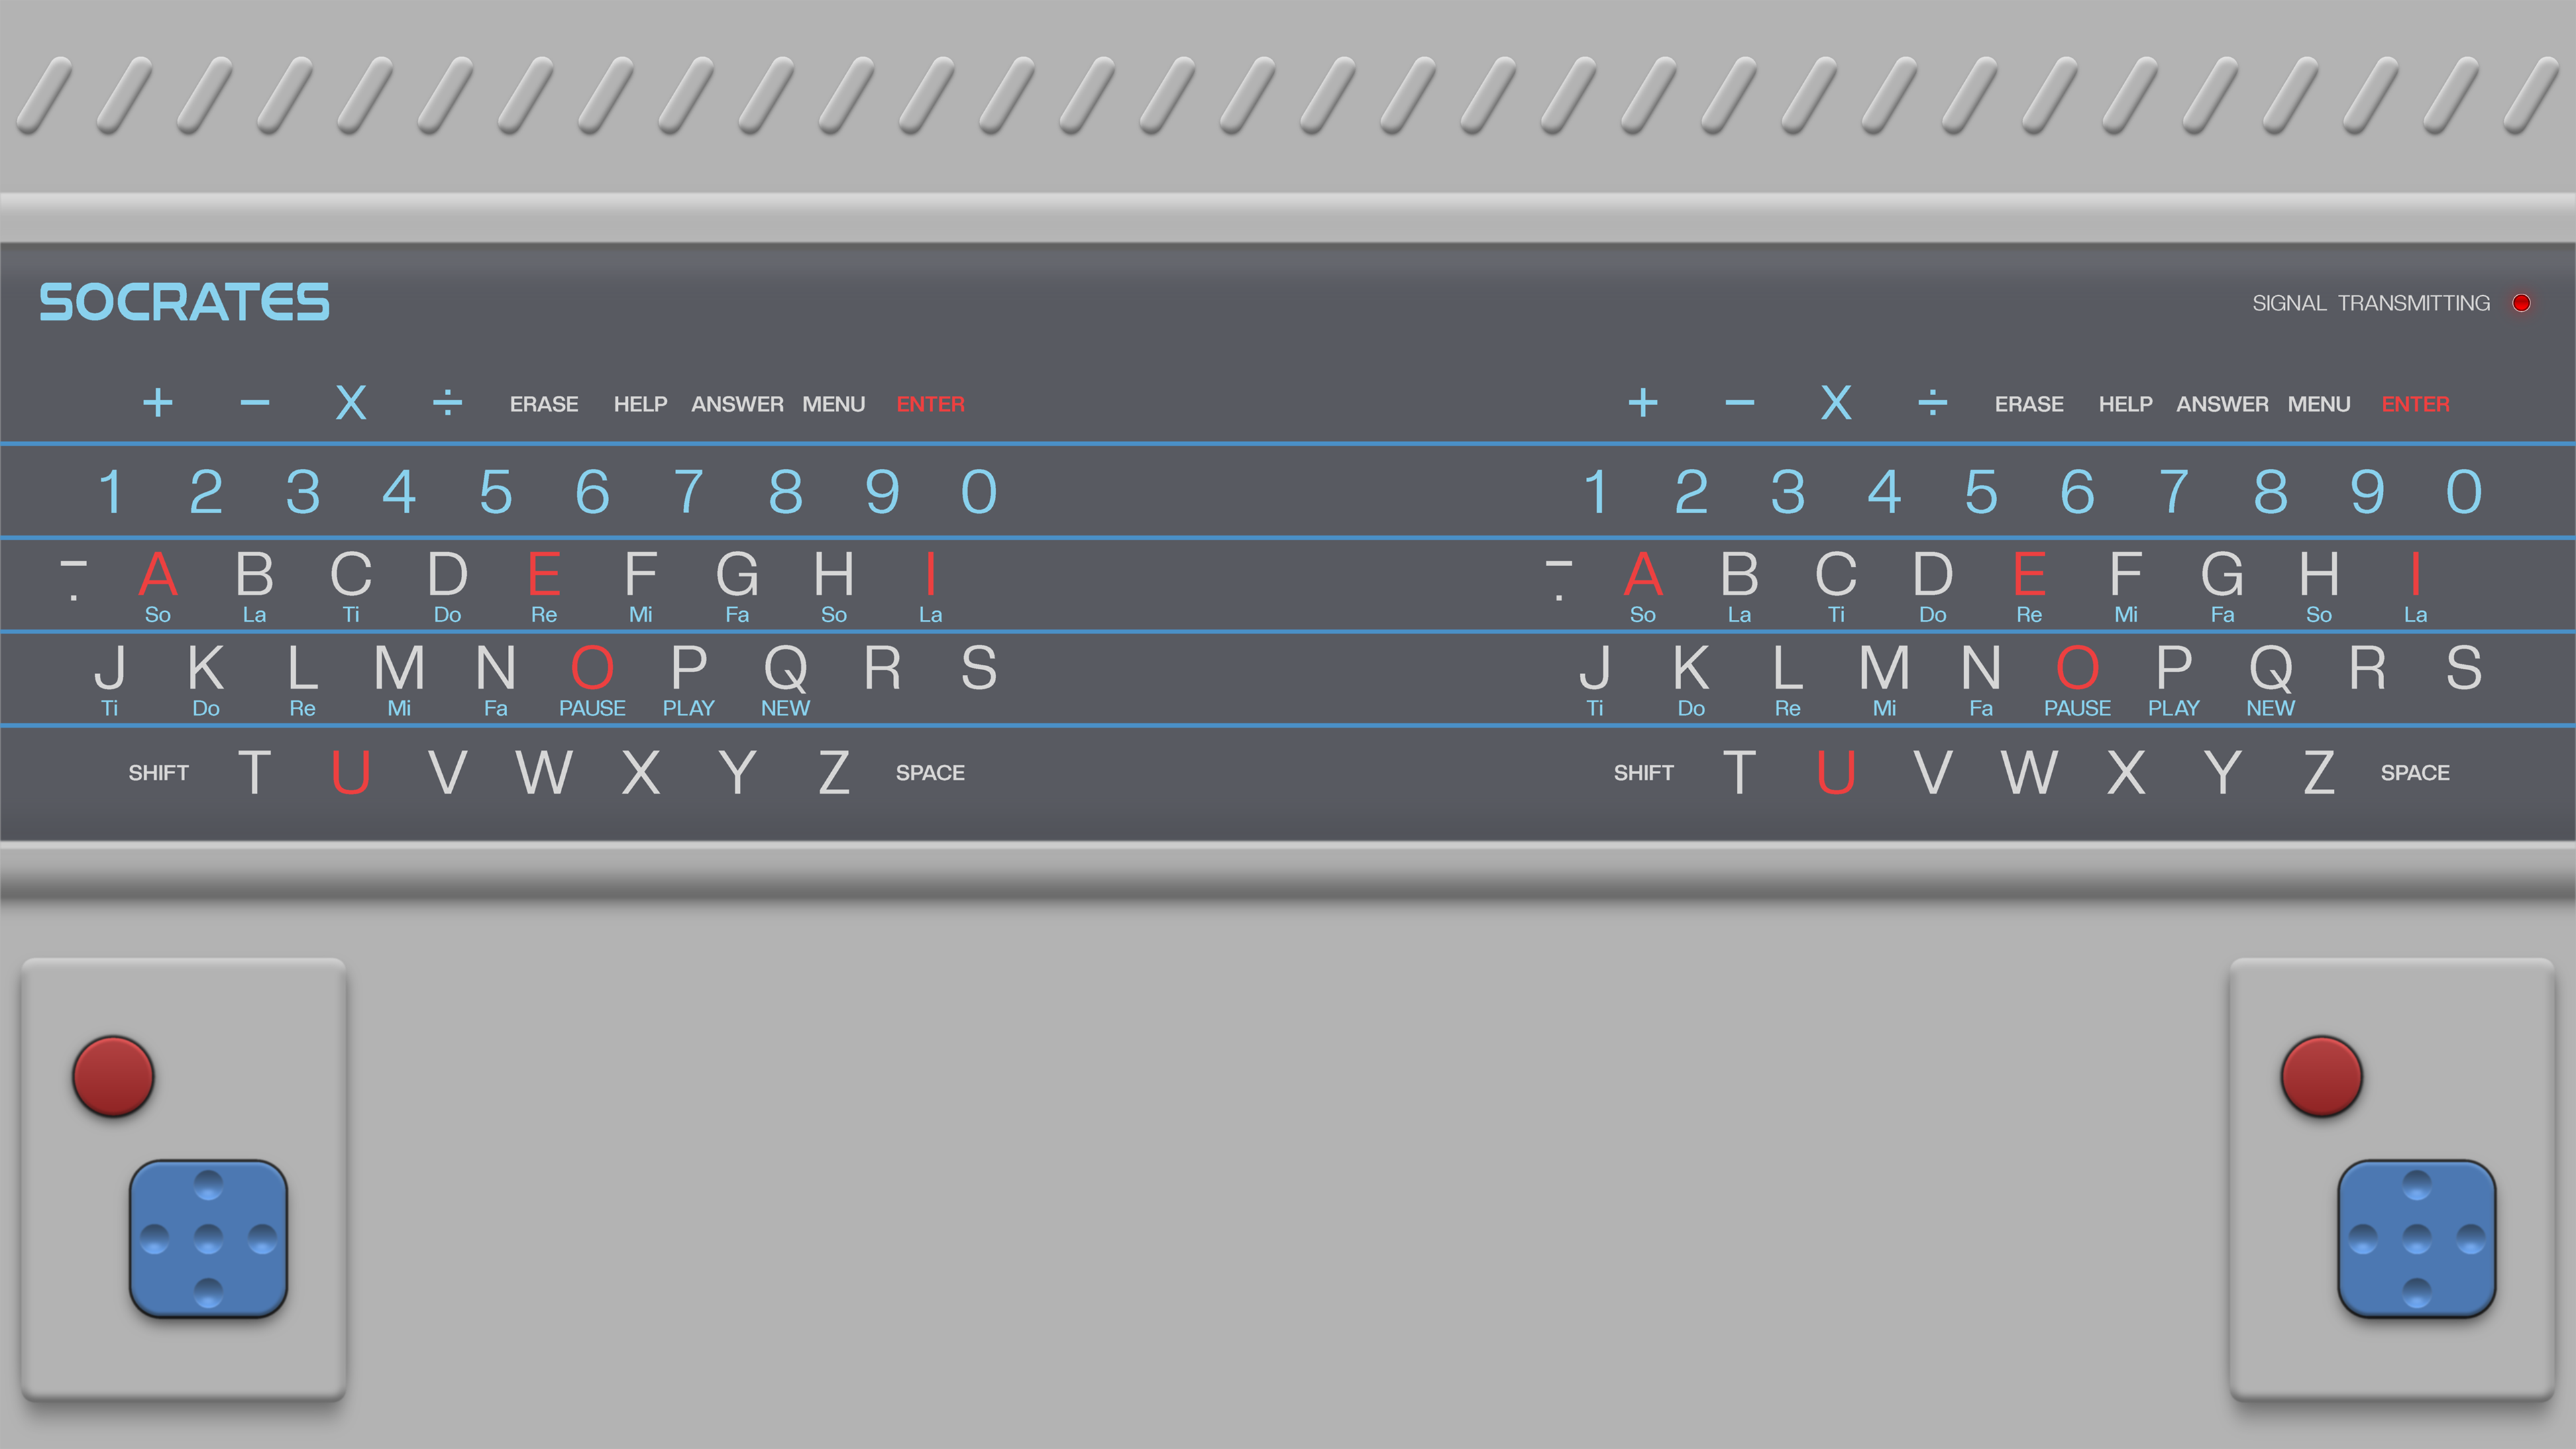 SOCRATES
SIGNAL TRANSMITTING
+ − X ÷ ERASE HELP ANSWER MENU ENTER + − X ÷ ERASE HELP ANSWER MENU ENTER
1 2 3 4 5 6 7 8 9 0 1 2 3 4 5 6 7 8 9 0
– . A B C D E F G H I – . A B C D E F G H I
So La Ti Do Re Mi Fa So La So La Ti Do Re Mi Fa So La
J K L M N O P Q R S J K L M N O P Q R S
Ti Do Re Mi Fa PAUSE PLAY NEW Ti Do Re Mi Fa PAUSE PLAY NEW
SHIFT T U V W X Y Z SPACE SHIFT T U V W X Y Z SPACE